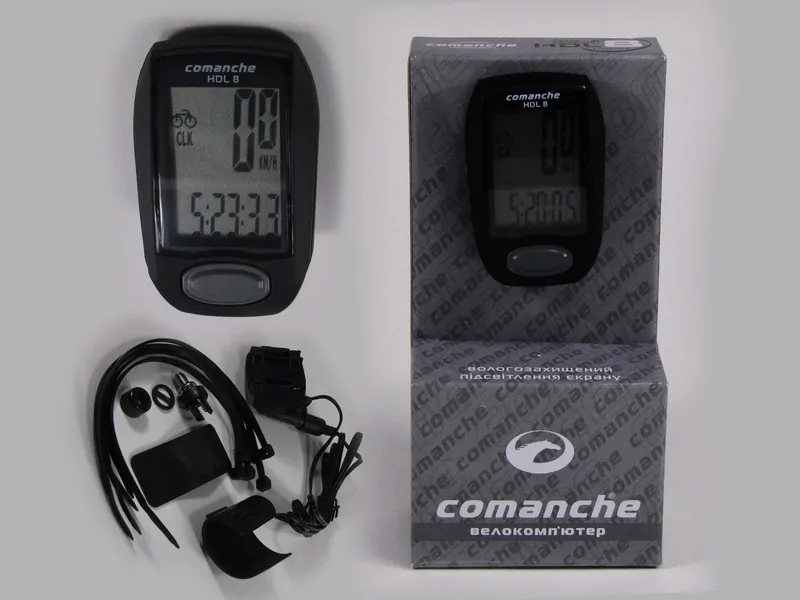 comanche
HDL 8
CLK
00
KM/H
5:23:33
comanche
comanche
HDL 8
00
5:20:05
вологозахищений
підсвітлення екрану
comanche®
велокомп'ютер